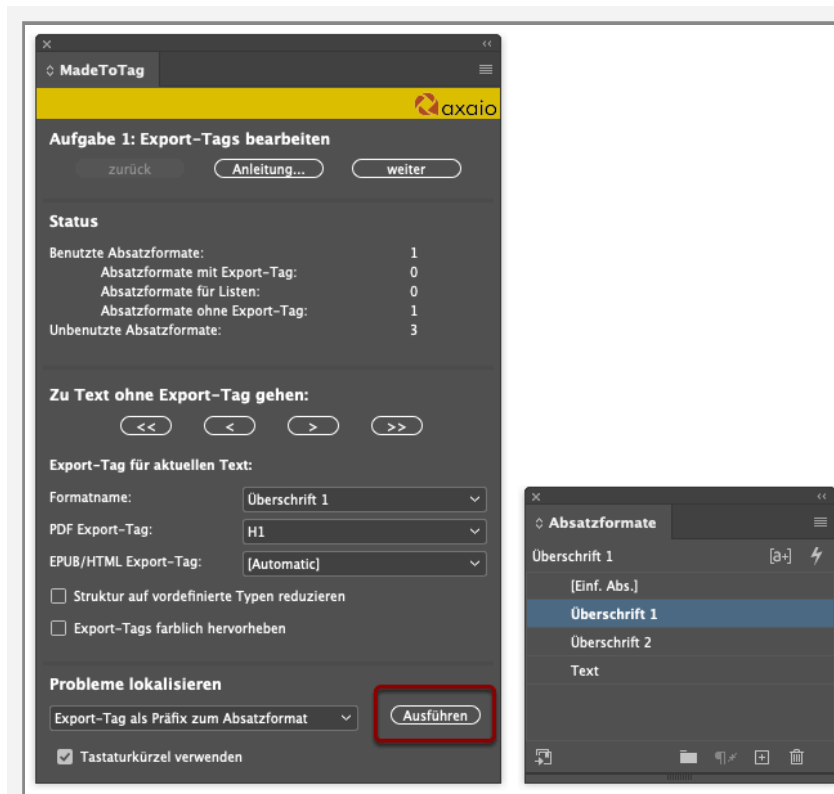 MadeToTag
axaio
Aufgabe 1: Export-Tags bearbeiten
zurück Anleitung... weiter
Status
Benutzte Absatzformate: 1
Absatzformate mit Export-Tag: 0
Absatzformate für Listen: 0
Absatzformate ohne Export-Tag: 1
Unbenutzte Absatzformate: 3
Zu Text ohne Export-Tag gehen:
<< < > >>
Export-Tag für aktuellen Text:
Formatname: Überschrift 1
PDF Export-Tag: H1
EPUB/HTML Export-Tag: [Automatic]
Struktur auf vordefinierte Typen reduzieren
Export-Tags farblich hervorheben
Probleme lokalisieren
Export-Tag als Präfix zum Absatzformat Ausführen
Tastaturkürzel verwenden
Absatzformate
Überschrift 1 [a+]
[Einf. Abs.]
Überschrift 1
Überschrift 2
Text